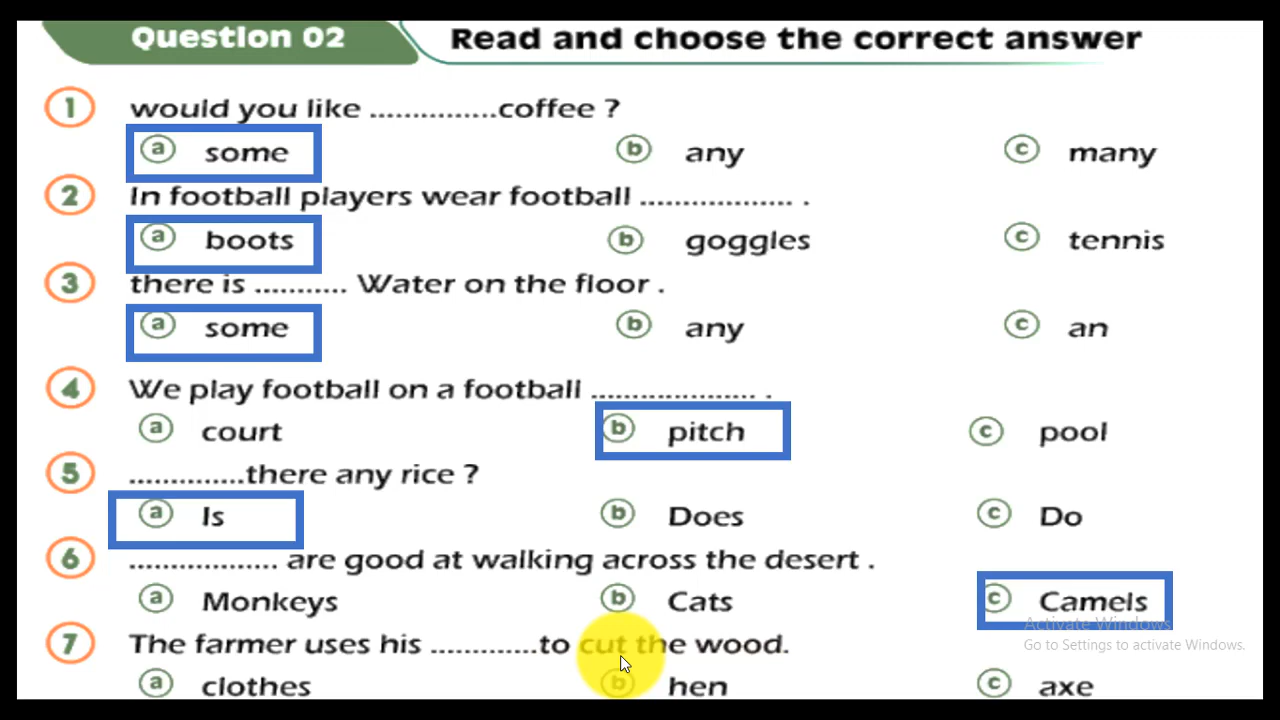 Question 02 Read and choose the correct answer
1 would you like ...............coffee ?
a some b any c many
2 In football players wear football .................. .
a boots b goggles c tennis
3 there is ........... Water on the floor .
a some b any c an
4 We play football on a football .................... .
a court b pitch c pool
5 ..............there any rice ?
a Is b Does c Do
6 .................. are good at walking across the desert .
a Monkeys b Cats c Camels
Activate Windows
7 The farmer uses his .............to cut the wood.
Go to Settings to activate Windows.
a clothes b hen c axe